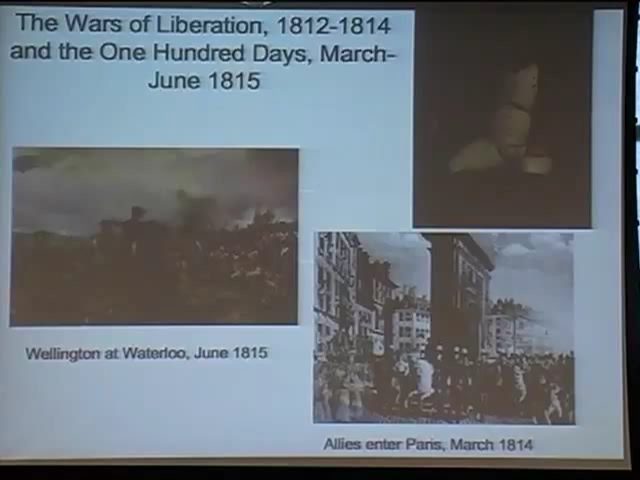 The Wars of Liberation, 1812-1814
and the One Hundred Days, March-
June 1815
Wellington at Waterloo, June 1815
Allies enter Paris, March 1814